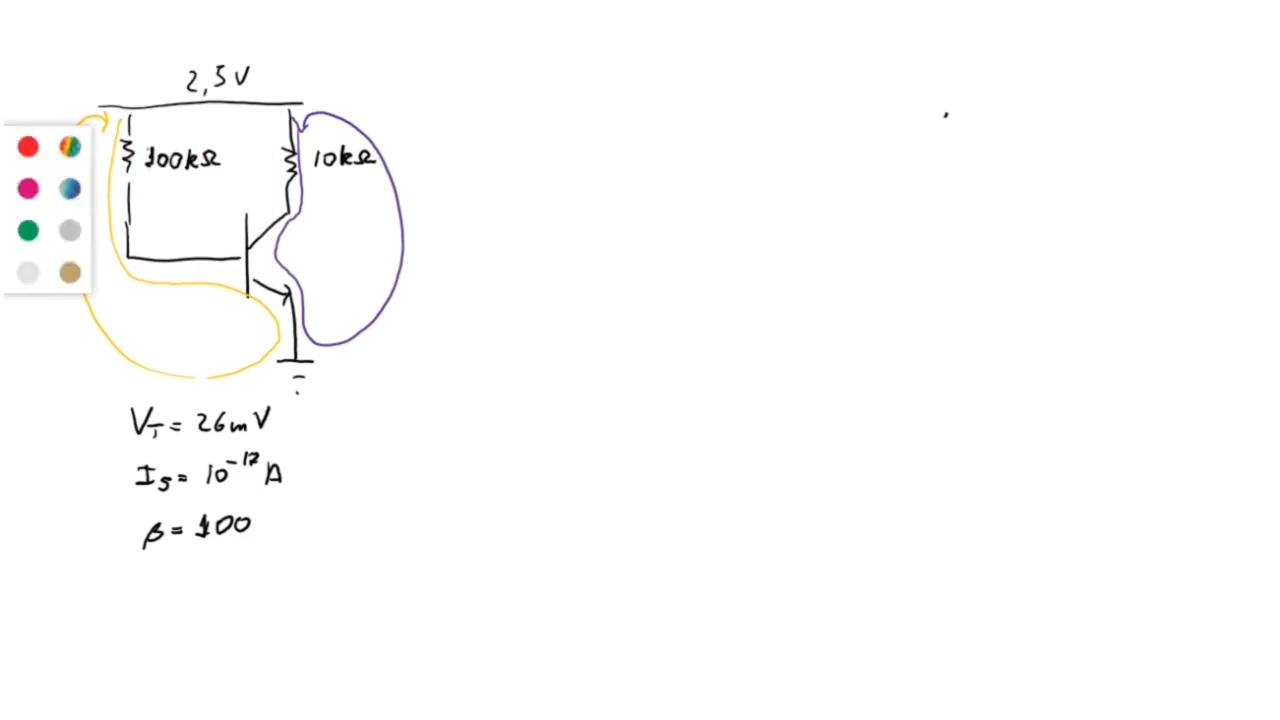 2,5V
100kΩ
10kΩ
V_T = 26mV
I_S = 10^-17 A
β = 100